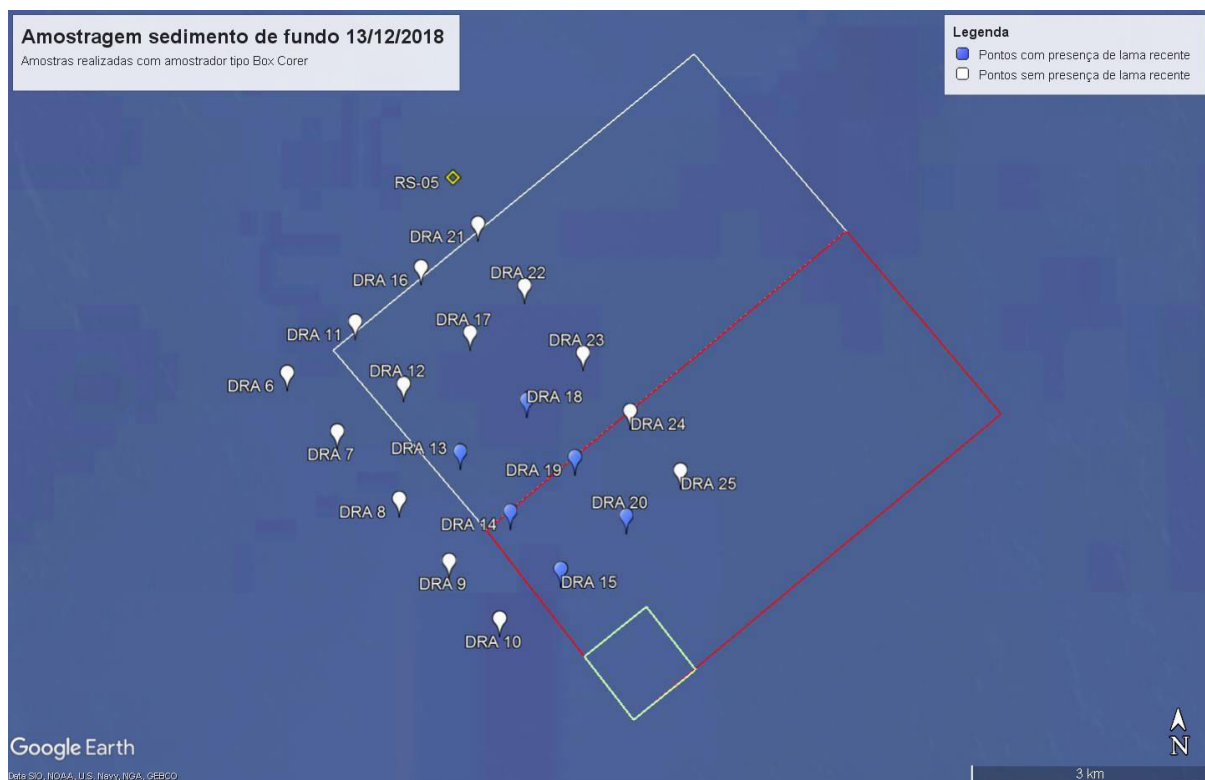 Amostragem sedimento de fundo 13/12/2018
Amostras realizadas com amostrador tipo Box Corer
Legenda
Pontos com presença de lama recente
Pontos sem presença de lama recente
RS-05
DRA 21
DRA 16
DRA 22
DRA 11
DRA 17
DRA 23
DRA 6
DRA 12
DRA 18
DRA 24
DRA 7
DRA 13
DRA 19
DRA 25
DRA 8
DRA 14
DRA 20
DRA 9
DRA 15
DRA 10
Google Earth
Data SIO, NOAA, U.S. Navy, NGA, GEBCO
N
3 km